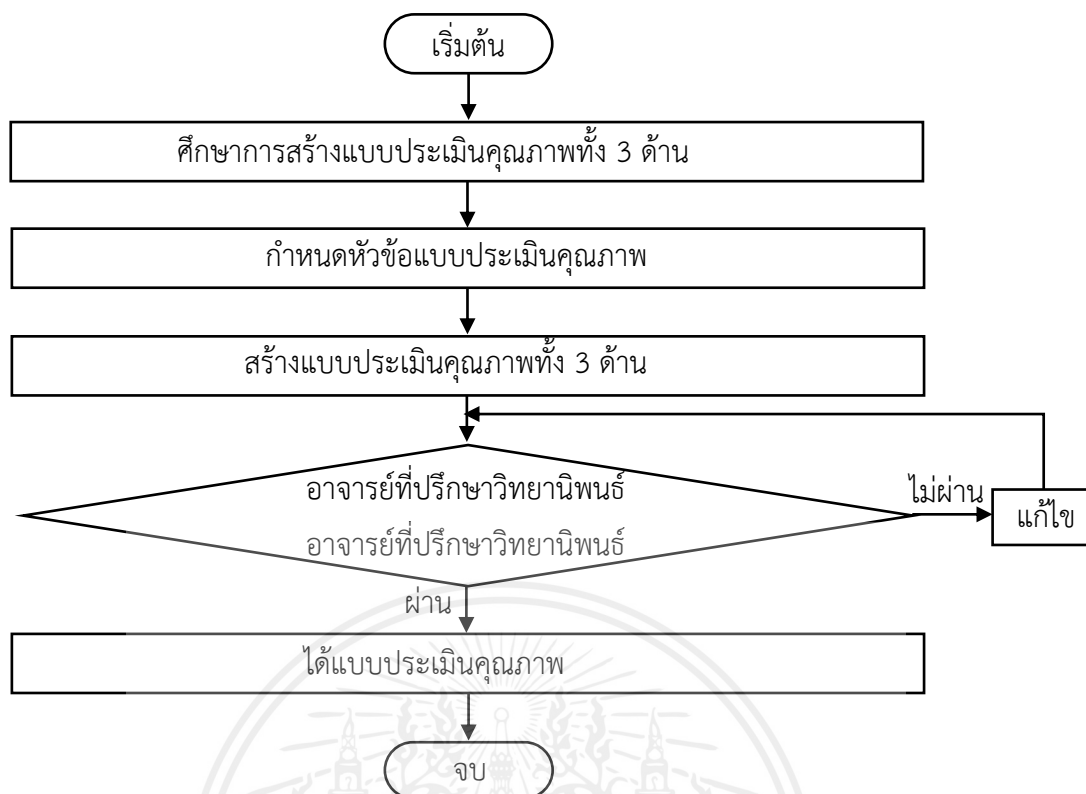 เริ่มต้น
ศึกษาการสร้างแบบประเมินคุณภาพทั้ง 3 ด้าน
กำหนดหัวข้อแบบประเมินคุณภาพ
สร้างแบบประเมินคุณภาพทั้ง 3 ด้าน
อาจารย์ที่ปรึกษาวิทยานิพนธ์
อาจารย์ที่ปรึกษาวิทยานิพนธ์
ไม่ผ่าน
แก้ไข
ผ่าน
ได้แบบประเมินคุณภาพ
จบ